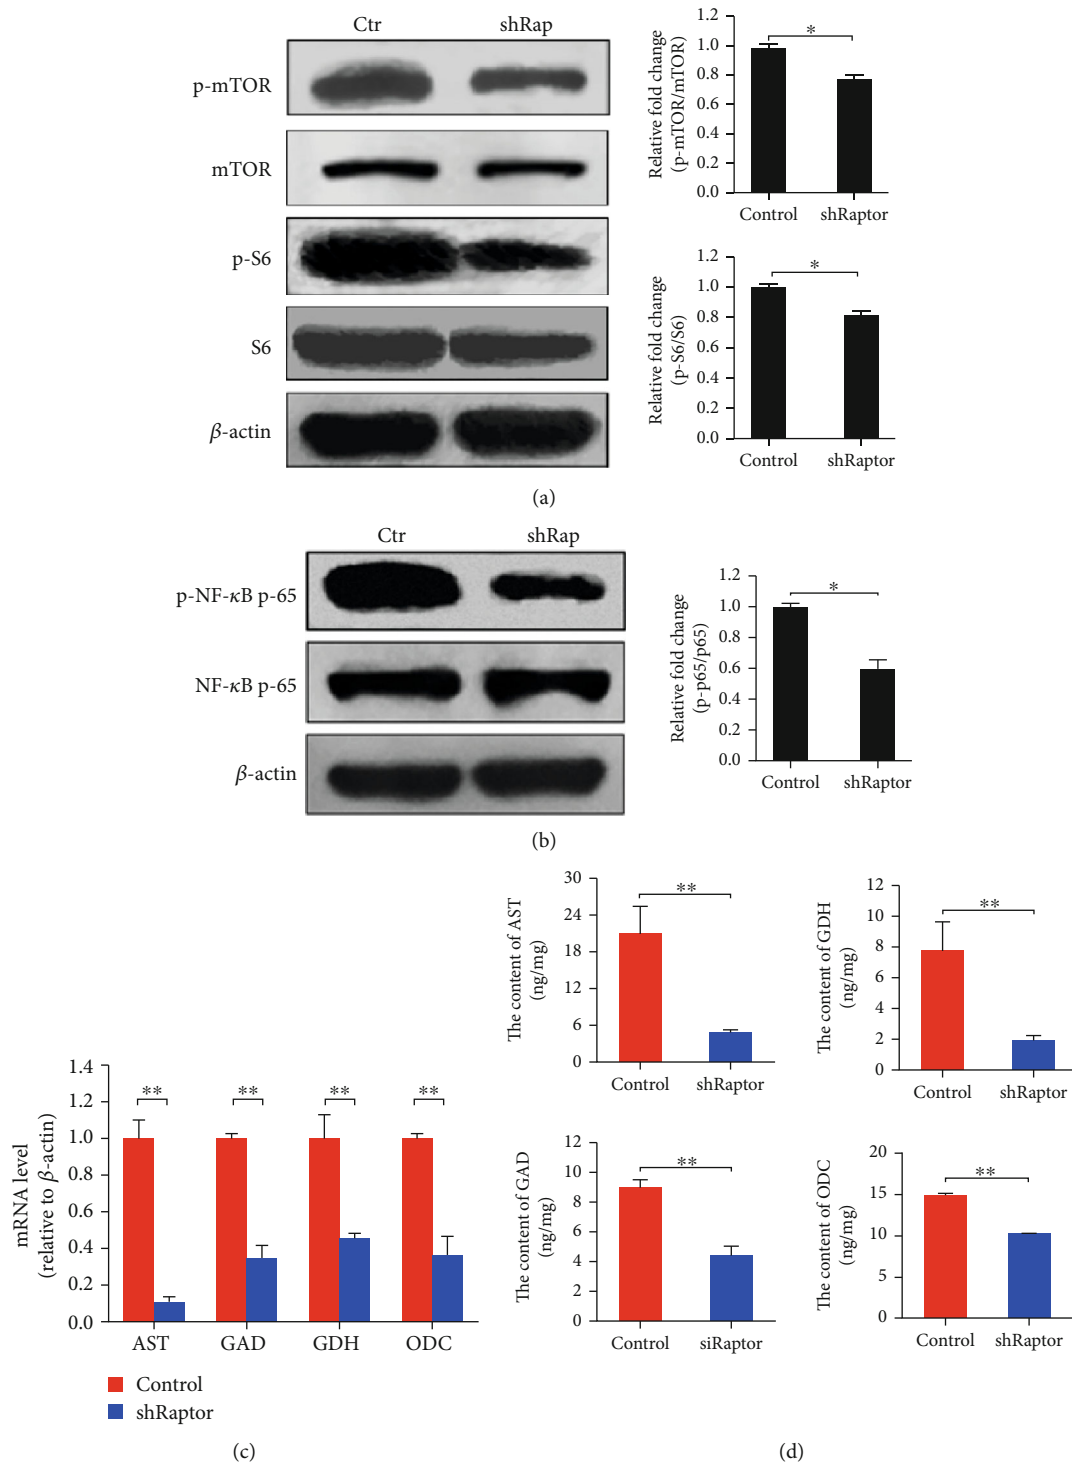 Ctr shRap
p-mTOR
mTOR
p-S6
S6
β-actin
Relative fold change
(p-mTOR/mTOR)
1.2
1.0
0.8
0.6
0.4
0.2
0.0
*
Control shRaptor
Relative fold change
(p-S6/S6)
1.2
1.0
0.8
0.6
0.4
0.2
0.0
*
Control shRaptor
(a)
Ctr shRap
p-NF-κB p-65
NF-κB p-65
β-actin
Relative fold change
(p-p65/p65)
1.2
1.0
0.8
0.6
0.4
0.2
0.0
*
Control shRaptor
(b)
mRNA level
(relative to β-actin)
1.4
1.2
1.0
0.8
0.6
0.4
0.2
0.0
** ** ** **
AST GAD GDH ODC
Control
shRaptor
(c)
The content of AST
(ng/mg)
30
24
18
12
6
0
**
Control shRaptor
The content of GDH
(ng/mg)
12
10
8
6
4
2
0
**
Control shRaptor
The content of GAD
(ng/mg)
12
10
8
6
4
2
0
**
Control siRaptor
The content of ODC
(ng/mg)
20
15
10
5
0
**
Control shRaptor
(d)